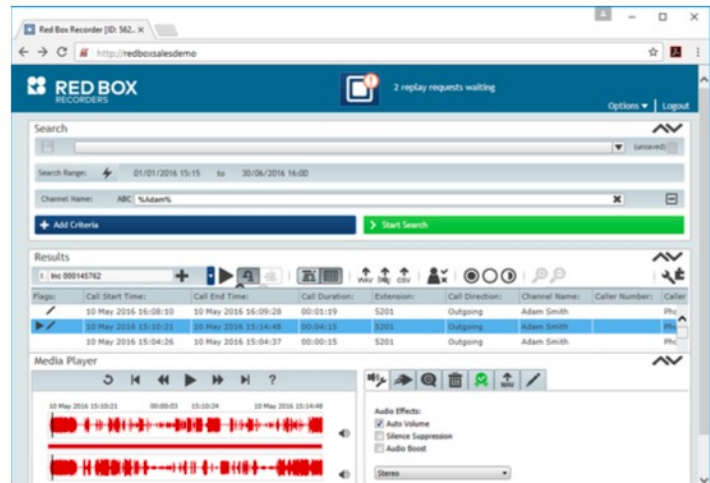 Red Box Recorder [ID: 562.. ×
http://redboxsalesdemo
RED BOX
RECORDERS
2 replay requests waiting
Options Logout
Search
(unsaved)
Search Range: 01/01/2016 15:15 to 30/06/2016 16:00
Channel Name: ABC %Adam%
Add Criteria Start Search
Results
1. Inc 000145762 WAV CSV
Flags: Call Start Time: Call End Time: Call Duration: Extension: Call Direction: Channel Name: Caller Number: Caller
10 May 2016 16:08:10 10 May 2016 16:09:28 00:01:19 5201 Outgoing Adam Smith
10 May 2016 15:10:21 10 May 2016 15:14:48 00:04:15 5201 Outgoing Adam Smith
10 May 2016 15:04:26 10 May 2016 15:04:37 00:00:15 5201 Outgoing Adam Smith
Media Player
?
WAV
10 May 2016 15:10:21 00:00:03 15:10:24 10 May 2016 15:14:48
Audio Effects:
Auto Volume
Silence Suppression
Audio Boost
Stereo